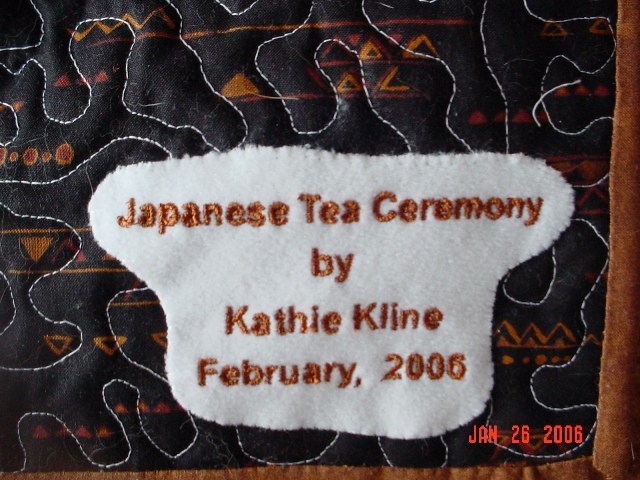 Japanese Tea Ceremony
by
Kathie Kline
February, 2006
JAN 26 2006